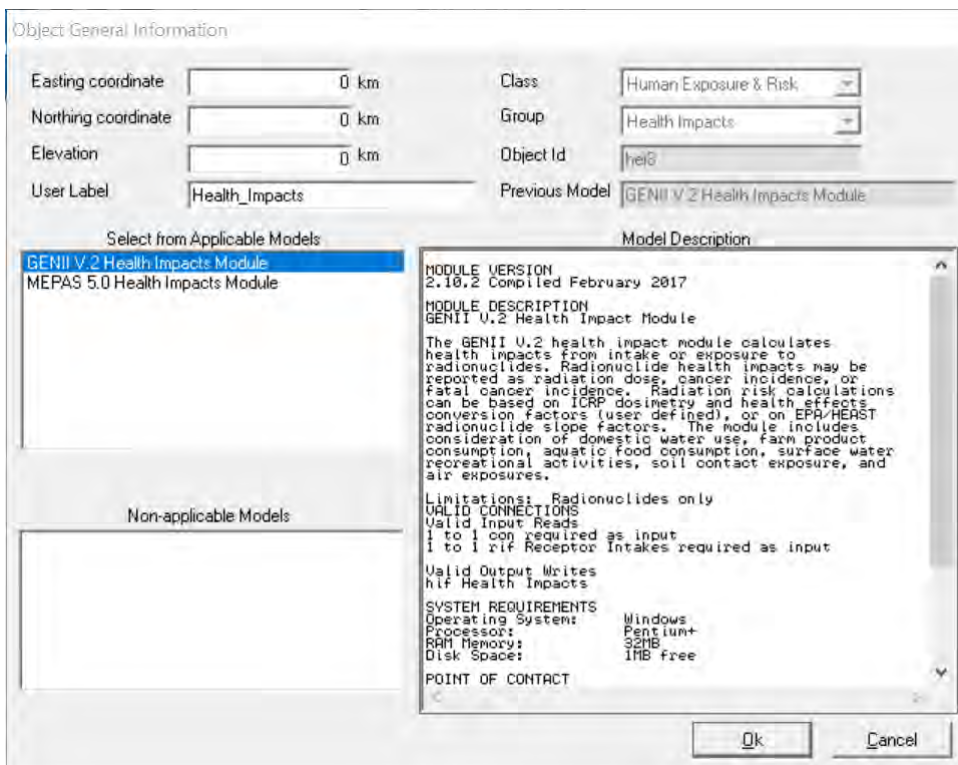 Object General Information
Easting coordinate 0 km Class Human Exposure & Risk
Northing coordinate 0 km Group Health Impacts
Elevation 0 km Object Id hei8
User Label Health_Impacts Previous Model GENII V.2 Health Impacts Module
Select from Applicable Models Model Description
GENII V.2 Health Impacts Module
MEPAS 5.0 Health Impacts Module
MODULE VERSION
2.10.2 Compiled February 2017
MODULE DESCRIPTION
GENII V.2 Health Impact Module
The GENII V.2 health impact module calculates
health impacts from intake or exposure to
radionuclides. Radionuclide health impacts may be
reported as radiation dose, cancer incidence, or
fatal cancer incidence. Radiation risk calculations
can be based on ICRP dosimetry and health effects
conversion factors (user defined), or on EPA/HEAST
radionuclide slope factors. The module includes
consideration of domestic water use, farm product
consumption, aquatic food consumption, surface water
recreational activities, soil contact exposure, and
air exposures.
Limitations: Radionuclides only
VALID CONNECTIONS
Valid Input Reads
1 to 1 con required as input
1 to 1 rif Receptor Intakes required as input
Valid Output Writes
hif Health Impacts
SYSTEM REQUIREMENTS
Operating System: Windows
Processor: Pentium+
RAM Memory: 32MB
Disk Space: 1MB free
POINT OF CONTACT
Non-applicable Models
Ok Cancel